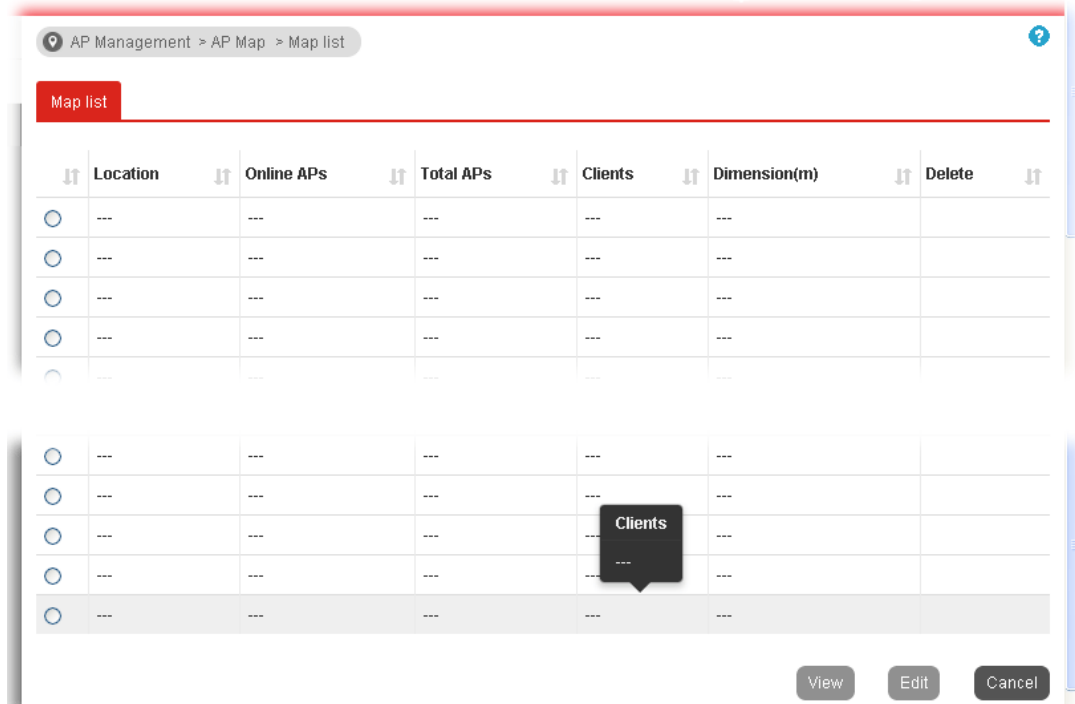 AP Management > AP Map > Map list
?
Map list
Location Online APs Total APs Clients Dimension(m) Delete
--- --- --- --- ---
--- --- --- --- ---
--- --- --- --- ---
--- --- --- --- ---
--- --- --- --- ---
--- --- --- --- ---
--- --- --- --- ---
Clients
--- --- --- --- ---
---
--- --- --- --- ---
--- --- --- --- ---
View Edit Cancel